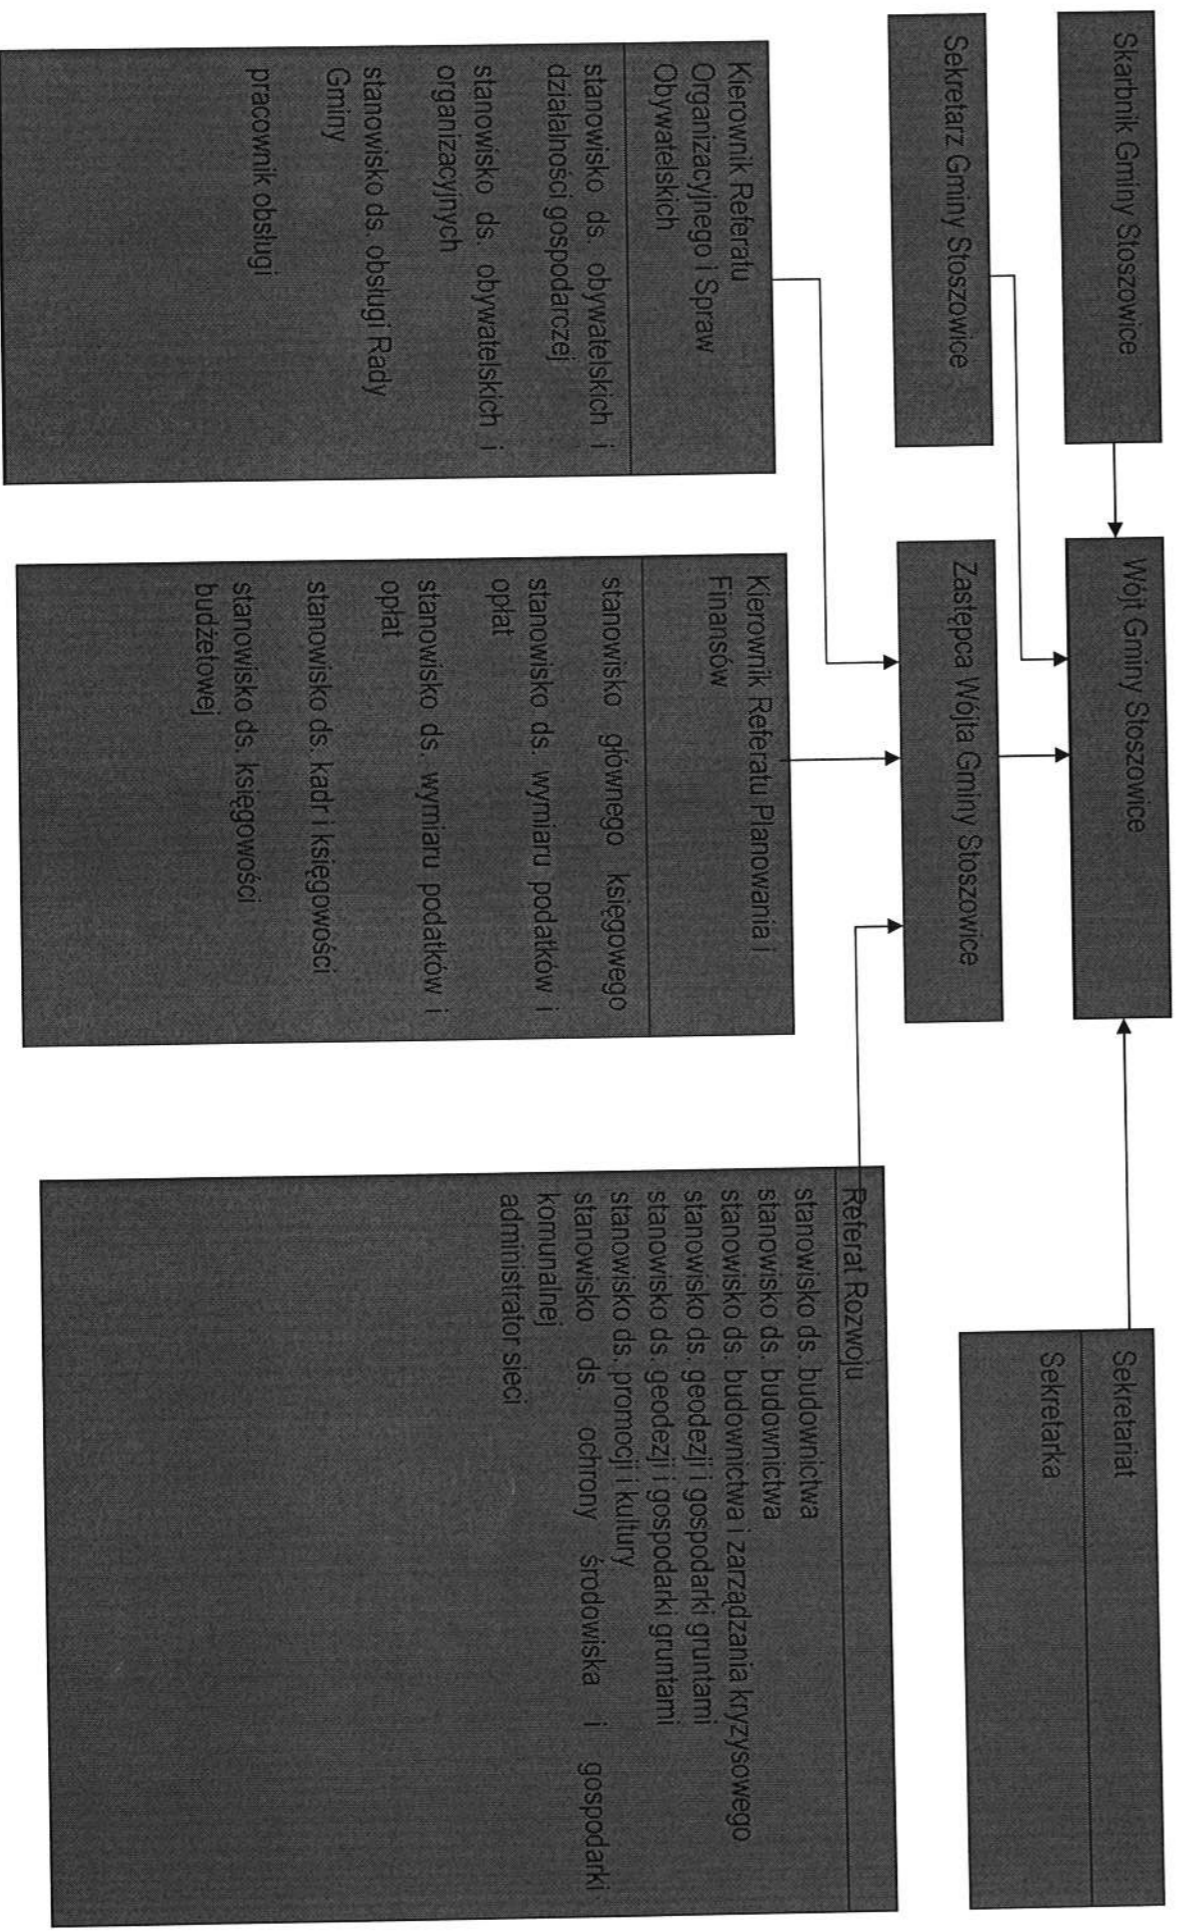 Skarbnik Gminy Stoszowice
Wójt Gminy Stoszowice
Sekretariat
Sekretarka
Sekretarz Gminy Stoszowice
Zastępca Wójta Gminy Stoszowice
Kierownik Referatu
Organizacyjnego i Spraw
Obywatelskich
stanowisko ds. obywatelskich i
działalności gospodarczej
stanowisko ds. obywatelskich i
organizacyjnych
stanowisko ds. obsługi Rady
Gminy
pracownik obsługi
Kierownik Referatu Planowania i
Finansów
stanowisko głównego księgowego
stanowisko ds. wymiaru podatków i
opłat
stanowisko ds. wymiaru podatków i
opłat
stanowisko ds. kadr i księgowości
stanowisko ds. księgowości
budżetowej
Referat Rozwoju
stanowisko ds. budownictwa
stanowisko ds. budownictwa
stanowisko ds. budownictwa i zarządzania kryzysowego
stanowisko ds. geodezji i gospodarki gruntami
stanowisko ds. geodezji i gospodarki gruntami
stanowisko ds. promocji i kultury
stanowisko ds. ochrony środowiska i gospodarki
komunalnej
administrator sieci